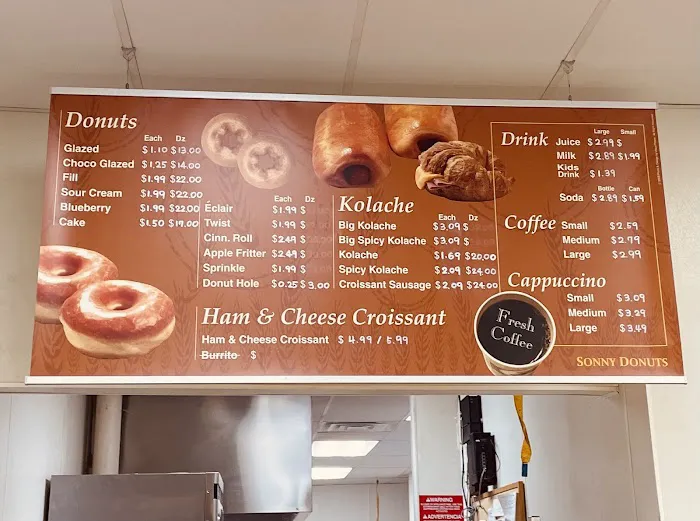 Donuts
Each Dz
Glazed $1.10 $13.00
Choco Glazed $1.25 $14.00
Fill $1.99 $22.00
Sour Cream $1.99 $22.00
Blueberry $1.99 $22.00
Cake $1.50 $19.00
Each Dz
Éclair $1.99 $
Twist $1.99 $
Cinn. Roll $2.49 $
Apple Fritter $2.49 $
Sprinkle $1.99 $
Donut Hole $0.25 $3.00
Kolache
Each Dz
Big Kolache $3.09 $
Big Spicy Kolache $3.09 $
Kolache $1.69 $20.00
Spicy Kolache $2.09 $24.00
Croissant Sausage $2.09 $24.00
Ham & Cheese Croissant
Ham & Cheese Croissant $4.99 / 5.99
Burrito $
Drink
Large Small
Juice $2.99 $
Milk $2.89 $1.99
Kids Drink $1.39
Bottle Can
Soda $2.89 $1.59
Coffee
Small $2.59
Medium $2.79
Large $2.99
Cappuccino
Small $3.09
Medium $3.29
Large $3.49
Fresh
Coffee
SONNY DONUTS
WARNING
ADVERTENCIA